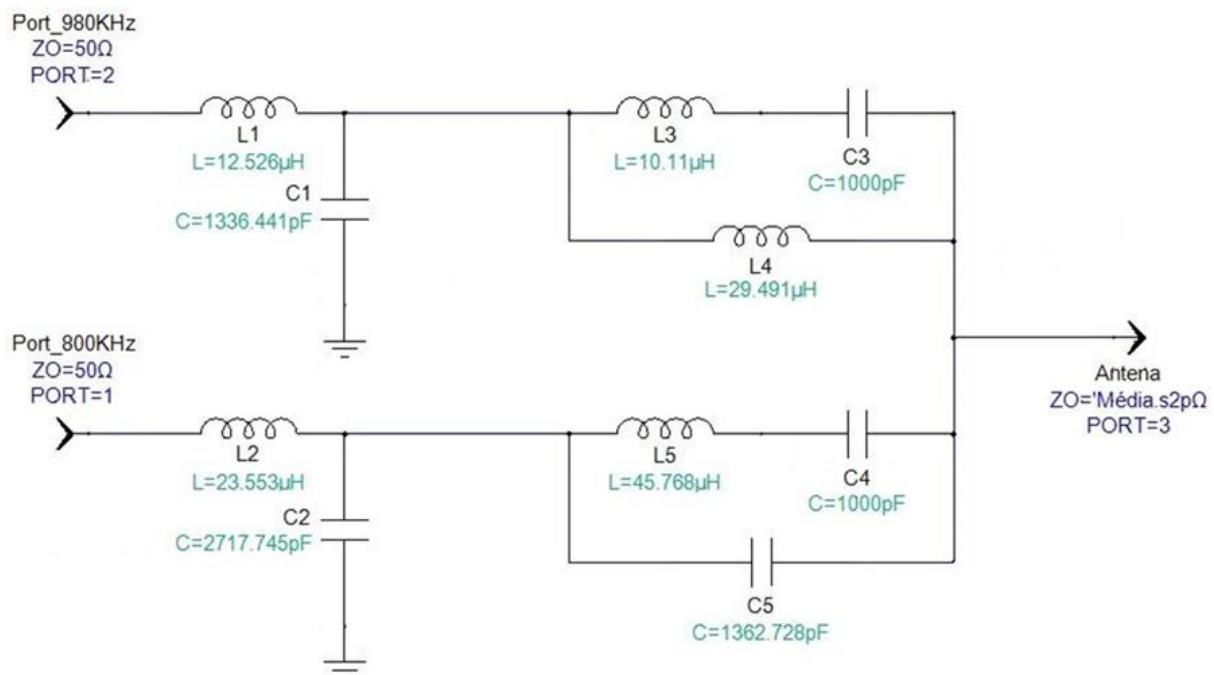 Port_980KHz
ZO=50Ω
PORT=2
L1
L=12.526µH
C1
C=1336.441pF
L3
L=10.11µH
C3
C=1000pF
L4
L=29.491µH
Port_800KHz
ZO=50Ω
PORT=1
L2
L=23.553µH
C2
C=2717.745pF
L5
L=45.768µH
C4
C=1000pF
C5
C=1362.728pF
Antena
ZO='Média.s2pΩ
PORT=3